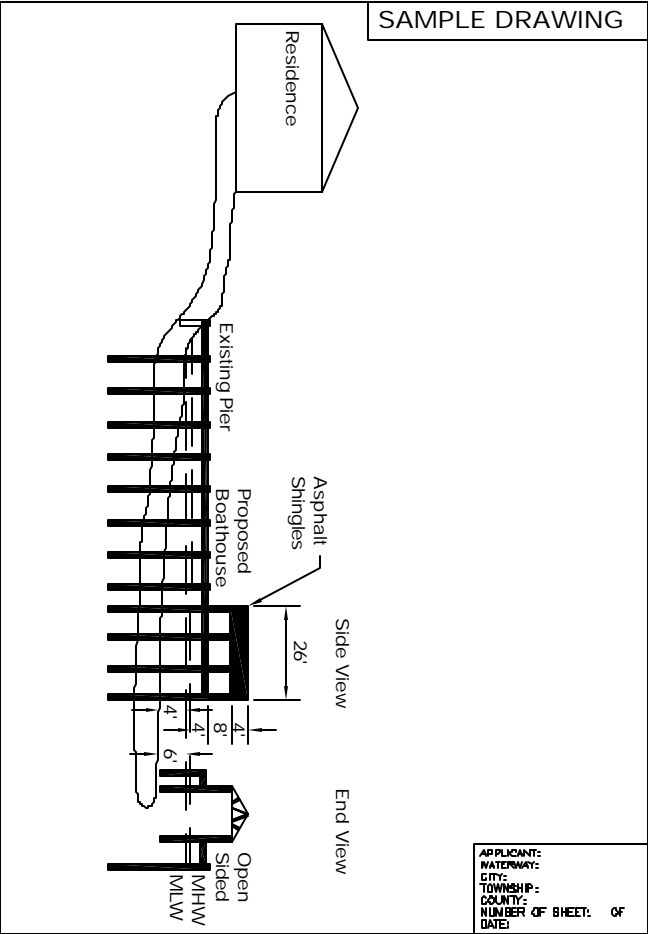 SAMPLE DRAWING
Residence
Existing Pier
Proposed
Boathouse
Asphalt
Shingles
Side View
26'
4'
8'
4'
4'
6'
End View
Open
Sided
MHW
MLW
APPLICANT:
WATERWAY:
CITY:
TOWNSHIP:
COUNTY:
NUMBER OF SHEET: OF
DATE: